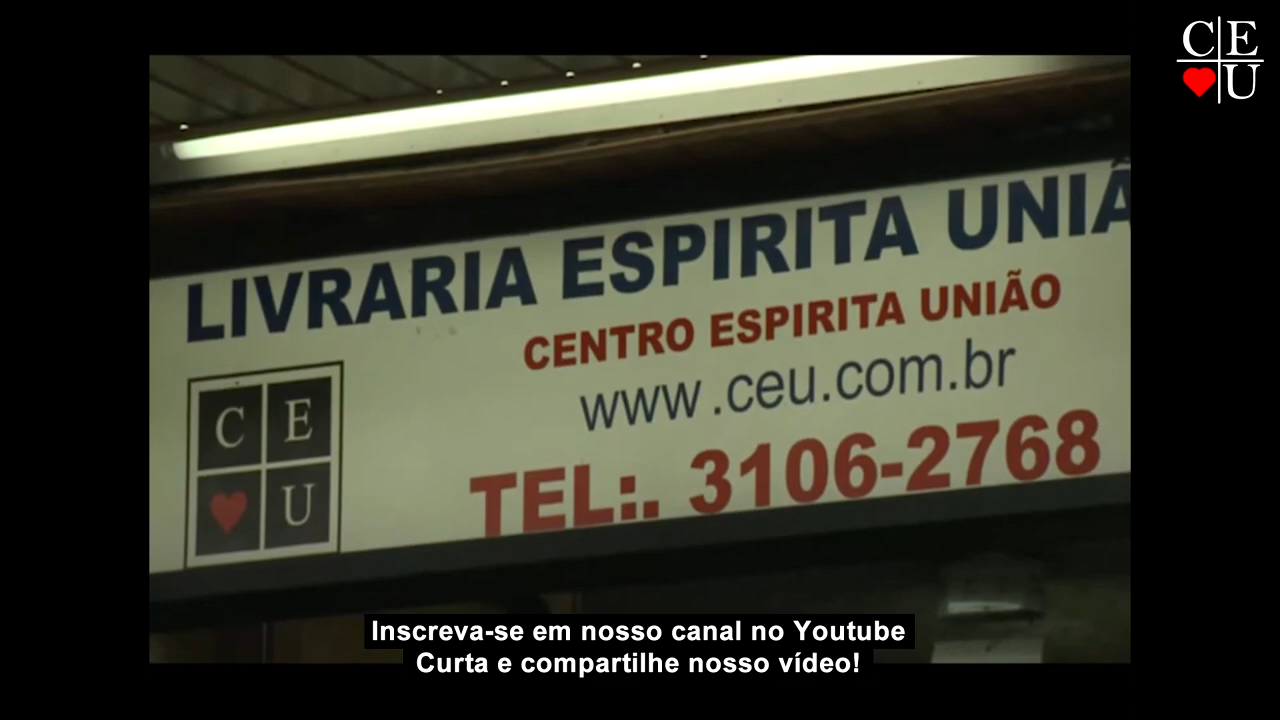 C E
U
LIVRARIA ESPIRITA UNIÃ
CENTRO ESPIRITA UNIÃO
www.ceu.com.br
TEL:. 3106-2768
C E
U
Inscreva-se em nosso canal no Youtube
Curta e compartilhe nosso vídeo!